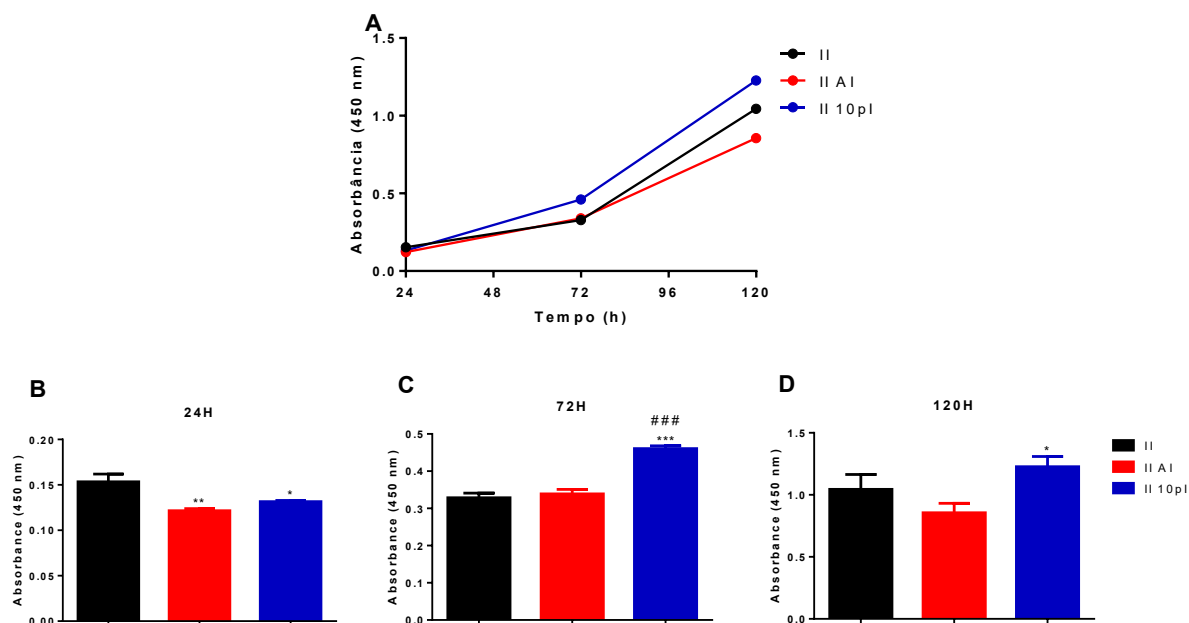 A
Absorbância (450 nm)
1.5
1.0
0.5
0.0
24 48 72 96 120
Tempo (h)
II
II AI
II 10pI
B
24H
Absorbance (450 nm)
0.20
0.15
0.10
0.05
0.00
**
*
C
72H
Absorbance (450 nm)
0.5
0.4
0.3
0.2
0.1
0.0
###
***
D
120H
Absorbance (450 nm)
1.5
1.0
0.5
0.0
*
II
II AI
II 10pI